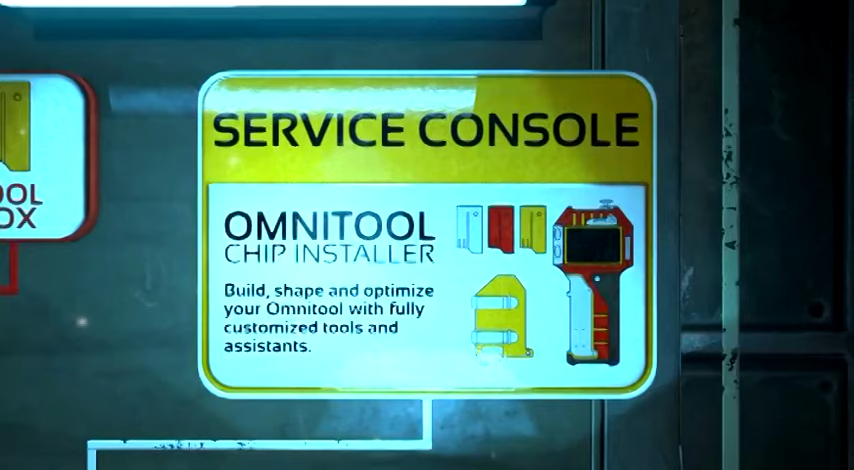 SERVICE CONSOLE
OOL
OX
OMNITOOL
CHIP INSTALLER
Build, shape and optimize
your Omnitool with fully
customized tools and
assistants.